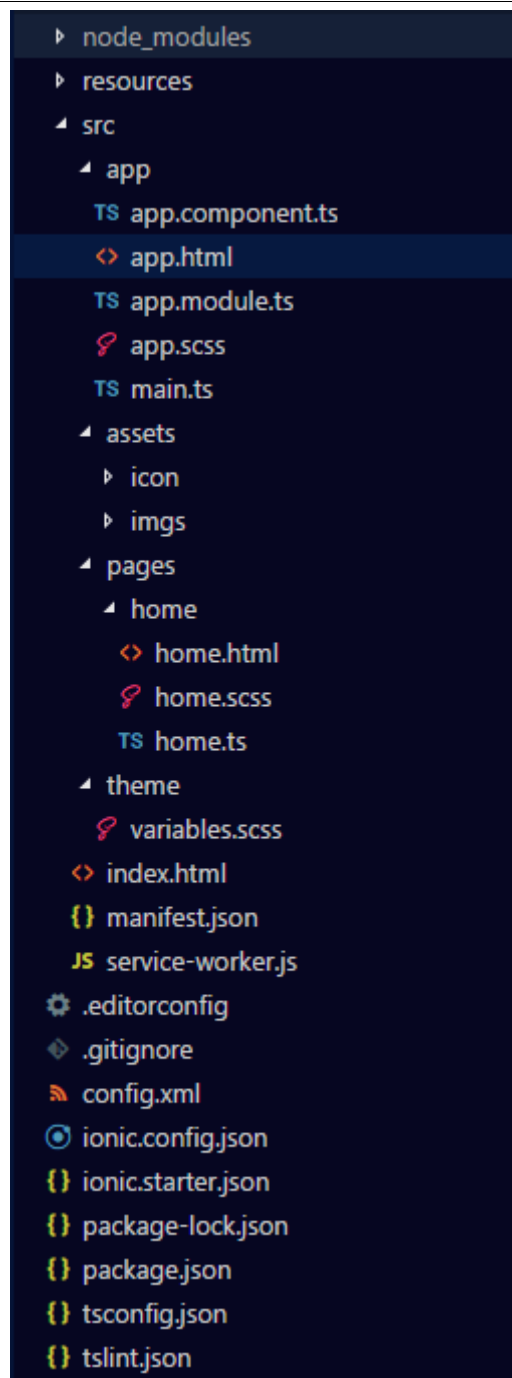 node_modules
resources
src
app
TS app.component.ts
<> app.html
TS app.module.ts
app.scss
TS main.ts
assets
icon
imgs
pages
home
<> home.html
home.scss
TS home.ts
theme
variables.scss
<> index.html
{} manifest.json
JS service-worker.js
.editorconfig
.gitignore
config.xml
ionic.config.json
{} ionic.starter.json
{} package-lock.json
{} package.json
{} tsconfig.json
{} tslint.json